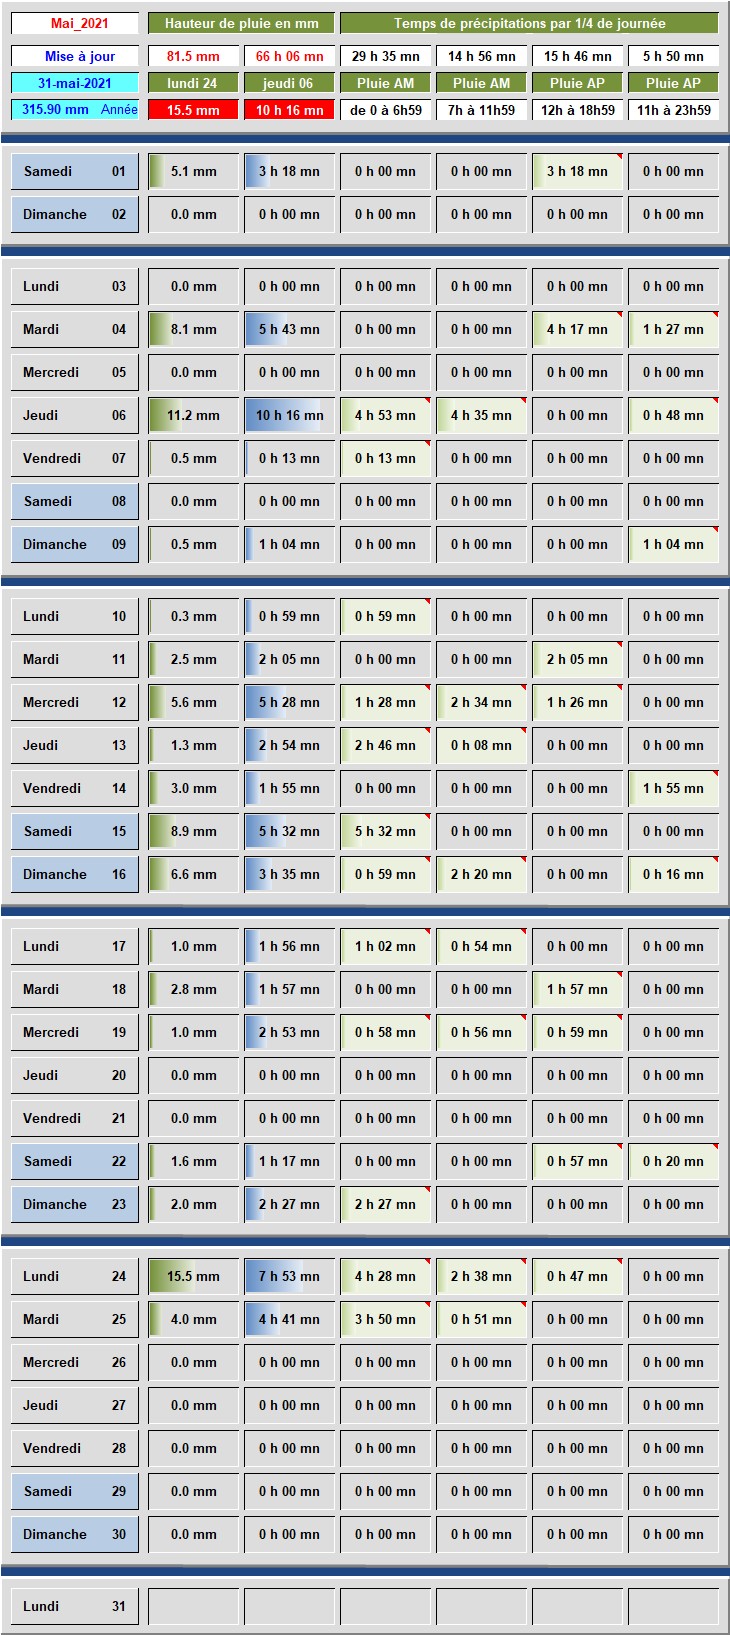 Mai_2021 Hauteur de pluie en mm Temps de précipitations par 1/4 de journée
Mise à jour 81.5 mm 66 h 06 mn 29 h 35 mn 14 h 56 mn 15 h 46 mn 5 h 50 mn
31-mai-2021 lundi 24 jeudi 06 Pluie AM Pluie AM Pluie AP Pluie AP
315.90 mm Année 15.5 mm 10 h 16 mn de 0 à 6h59 7h à 11h59 12h à 18h59 11h à 23h59
Samedi 01 5.1 mm 3 h 18 mn 0 h 00 mn 0 h 00 mn 3 h 18 mn 0 h 00 mn
Dimanche 02 0.0 mm 0 h 00 mn 0 h 00 mn 0 h 00 mn 0 h 00 mn 0 h 00 mn
Lundi 03 0.0 mm 0 h 00 mn 0 h 00 mn 0 h 00 mn 0 h 00 mn 0 h 00 mn
Mardi 04 8.1 mm 5 h 43 mn 0 h 00 mn 0 h 00 mn 4 h 17 mn 1 h 27 mn
Mercredi 05 0.0 mm 0 h 00 mn 0 h 00 mn 0 h 00 mn 0 h 00 mn 0 h 00 mn
Jeudi 06 11.2 mm 10 h 16 mn 4 h 53 mn 4 h 35 mn 0 h 00 mn 0 h 48 mn
Vendredi 07 0.5 mm 0 h 13 mn 0 h 13 mn 0 h 00 mn 0 h 00 mn 0 h 00 mn
Samedi 08 0.0 mm 0 h 00 mn 0 h 00 mn 0 h 00 mn 0 h 00 mn 0 h 00 mn
Dimanche 09 0.5 mm 1 h 04 mn 0 h 00 mn 0 h 00 mn 0 h 00 mn 1 h 04 mn
Lundi 10 0.3 mm 0 h 59 mn 0 h 59 mn 0 h 00 mn 0 h 00 mn 0 h 00 mn
Mardi 11 2.5 mm 2 h 05 mn 0 h 00 mn 0 h 00 mn 2 h 05 mn 0 h 00 mn
Mercredi 12 5.6 mm 5 h 28 mn 1 h 28 mn 2 h 34 mn 1 h 26 mn 0 h 00 mn
Jeudi 13 1.3 mm 2 h 54 mn 2 h 46 mn 0 h 08 mn 0 h 00 mn 0 h 00 mn
Vendredi 14 3.0 mm 1 h 55 mn 0 h 00 mn 0 h 00 mn 0 h 00 mn 1 h 55 mn
Samedi 15 8.9 mm 5 h 32 mn 5 h 32 mn 0 h 00 mn 0 h 00 mn 0 h 00 mn
Dimanche 16 6.6 mm 3 h 35 mn 0 h 59 mn 2 h 20 mn 0 h 00 mn 0 h 16 mn
Lundi 17 1.0 mm 1 h 56 mn 1 h 02 mn 0 h 54 mn 0 h 00 mn 0 h 00 mn
Mardi 18 2.8 mm 1 h 57 mn 0 h 00 mn 0 h 00 mn 1 h 57 mn 0 h 00 mn
Mercredi 19 1.0 mm 2 h 53 mn 0 h 58 mn 0 h 56 mn 0 h 59 mn 0 h 00 mn
Jeudi 20 0.0 mm 0 h 00 mn 0 h 00 mn 0 h 00 mn 0 h 00 mn 0 h 00 mn
Vendredi 21 0.0 mm 0 h 00 mn 0 h 00 mn 0 h 00 mn 0 h 00 mn 0 h 00 mn
Samedi 22 1.6 mm 1 h 17 mn 0 h 00 mn 0 h 00 mn 0 h 57 mn 0 h 20 mn
Dimanche 23 2.0 mm 2 h 27 mn 2 h 27 mn 0 h 00 mn 0 h 00 mn 0 h 00 mn
Lundi 24 15.5 mm 7 h 53 mn 4 h 28 mn 2 h 38 mn 0 h 47 mn 0 h 00 mn
Mardi 25 4.0 mm 4 h 41 mn 3 h 50 mn 0 h 51 mn 0 h 00 mn 0 h 00 mn
Mercredi 26 0.0 mm 0 h 00 mn 0 h 00 mn 0 h 00 mn 0 h 00 mn 0 h 00 mn
Jeudi 27 0.0 mm 0 h 00 mn 0 h 00 mn 0 h 00 mn 0 h 00 mn 0 h 00 mn
Vendredi 28 0.0 mm 0 h 00 mn 0 h 00 mn 0 h 00 mn 0 h 00 mn 0 h 00 mn
Samedi 29 0.0 mm 0 h 00 mn 0 h 00 mn 0 h 00 mn 0 h 00 mn 0 h 00 mn
Dimanche 30 0.0 mm 0 h 00 mn 0 h 00 mn 0 h 00 mn 0 h 00 mn 0 h 00 mn
Lundi 31